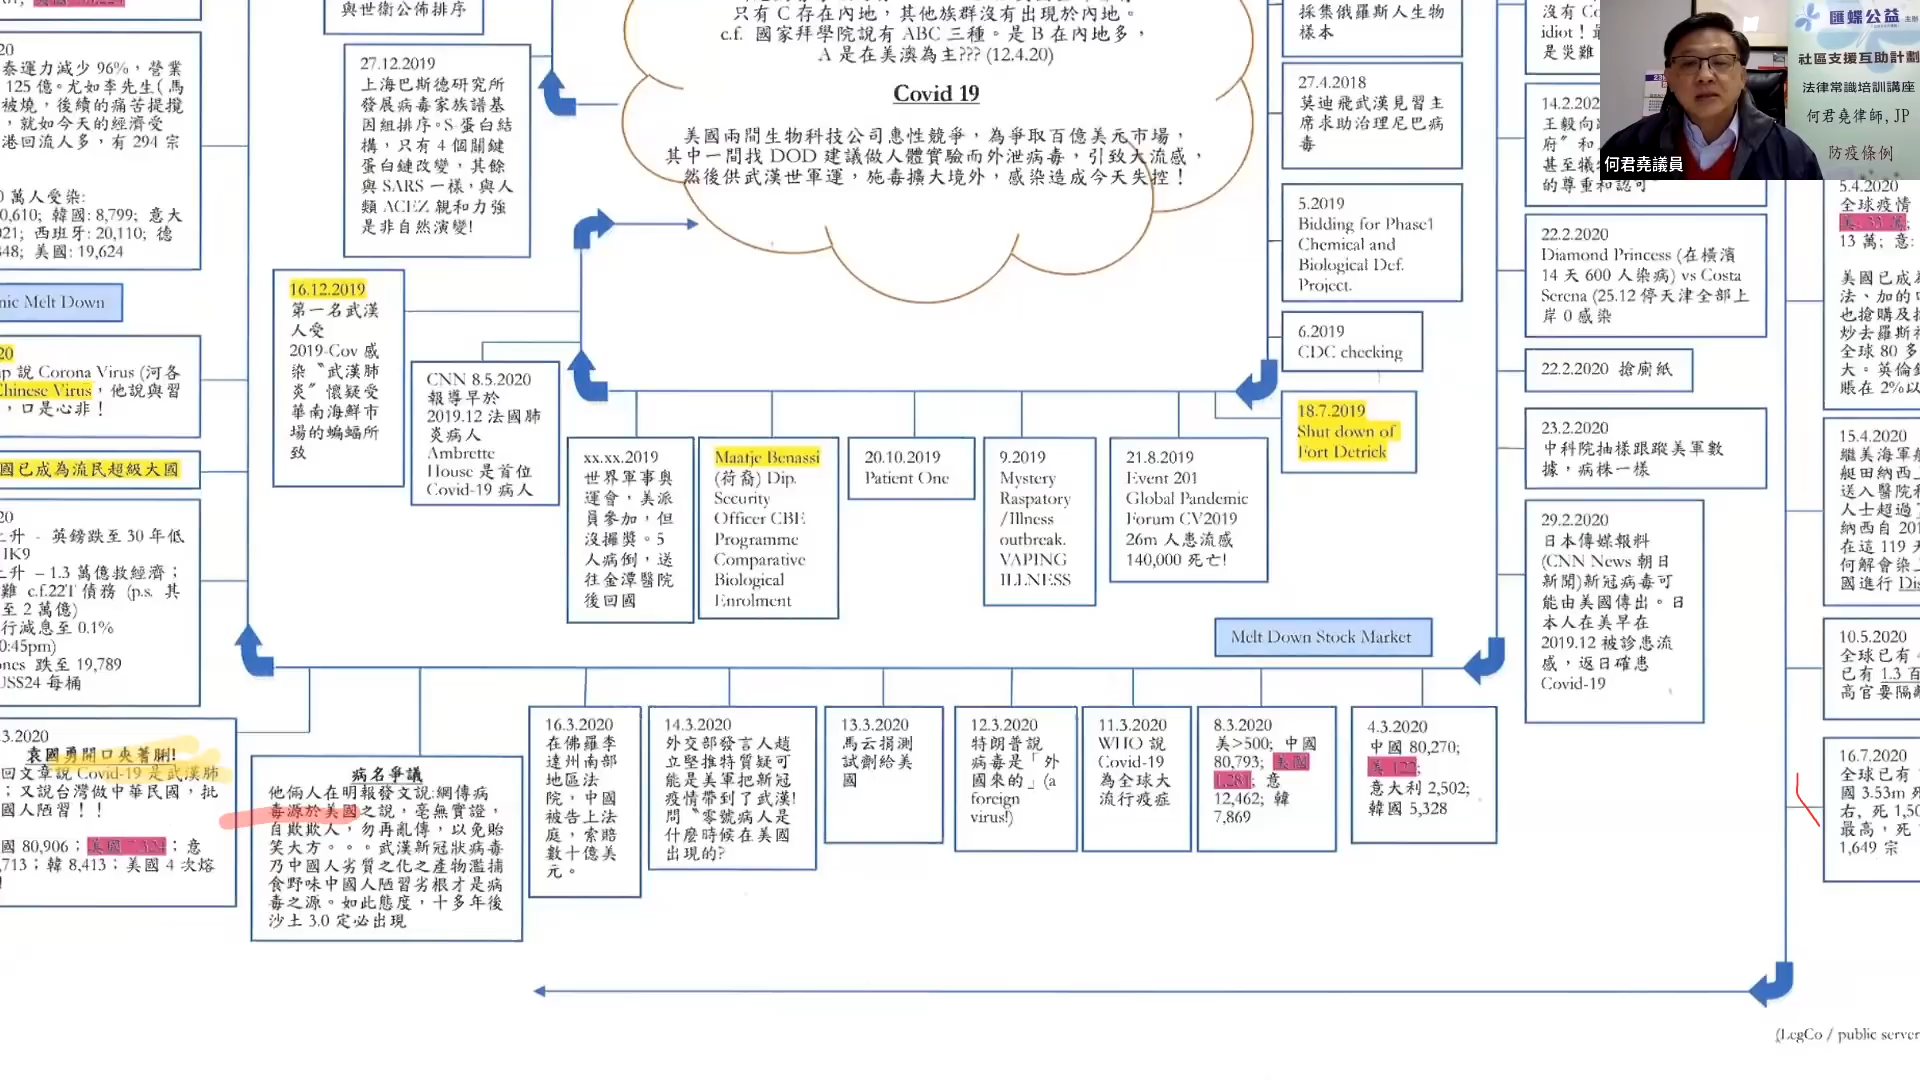 與世衛公佈排序
27.12.2019
上海巴斯德研究所
發展病毒家族譜基
因組排序。S-蛋白結
構，只有 4 個關鍵
蛋白鏈改變，其餘
與 SARS 一樣，與人
類 ACEZ 親和力強
是非自然演變!
只有 C 存在內地，其他族群沒有出現於內地。
c.f. 國家拜學院說有 ABC 三種。是 B 在內地多，
A 是在美澳為主??? (12.4.20)
Covid 19
美國兩間生物科技公司惠性競爭，為爭取百億美元市場，
其中一間找 DOD 建議做人體實驗而外泄病毒，引致大流感，
然後供武漢世軍運，施毒擴大境外，感染造成今天失控！
採集俄羅斯人生物
樣本
27.4.2018
莫迪飛武漢見習主
席求助治理尼巴病
毒
5.2019
Bidding for Phase1
Chemical and
Biological Def.
Project.
6.2019
CDC checking
18.7.2019
Shut down of
Fort Detrick
沒有 Co
idiot！最
是災難
14.2.202
王毅向
府”和
甚至犧
的尊重和認可”
22.2.2020
Diamond Princess (在橫濱
14 天 600 人染病) vs Costa
Serena (25.12 停天津全部上
岸 0 感染
22.2.2020 搶廁紙
23.2.2020
中科院抽樣跟蹤美軍數
據，病株一樣
29.2.2020
日本傳媒報料
(CNN News 朝日
新聞)新冠病毒可
能由美國傳出。日
本人在美早在
2019.12 被診患流
感，返日確患
Covid-19
匯蝶公益
社區支援互助計劃
法律常識培訓講座
何君堯律師, JP
防疫條例
何君堯議員
5.4.2020
全球疫情
美: 33 萬;
13 萬; 意:
美國已成為
法、加的口
也搶購及搶
炒去羅斯福
全球 80 多
大。英倫銀
賬在 2%以
15.4.2020
繼美海軍艦
艇田納西上
送入醫院利
人士超過了
納西自 201
在這 119 天
何解會染上
國進行 Dis
10.5.2020
全球已有 4
已有 1.3 百
高官要隔離
16.7.2020
全球已有 1
國 3.53m 死
右, 死 1,50
最高，死
1,649 宗
20
泰運力減少 96%，營業
125 億。尤如李先生( 馬
被燒，後續的痛苦提攬
，就如今天的經濟受
港回流人多，有 294 宗
0 萬人受染:
0,610; 韓國: 8,799; 意大
021; 西班牙: 20,110; 德
348; 美國: 19,624
nic Melt Down
20
np 說 Corona Virus (河各
Chinese Virus，他說與習
，口是心非！
國已成為流民超級大國
20
上升 - 英鎊跌至 30 年低
HK9
上升 – 1.3 萬億救經濟；
難 c.f.22T 債務 (p.s. 其
至 2 萬億)
行減息至 0.1%
0:45pm)
ones 跌至 19,789
USS24 每桶
16.12.2019
第一名武漢
人受
2019-Cov 感
染〝武漢肺
炎〞懷疑受
華南海鮮市
場的蝙蝠所
致
CNN 8.5.2020
報導早於
2019.12 法國肺
炎病人
Ambrette
House 是首位
Covid-19 病人
xx.xx.2019
世界軍事奧
運會，美派
員參加，但
沒攞獎。5
人病倒，送
往金潭醫院
後回國
Maatje Benassi
(荷裔) Dip.
Security
Officer CBE
Programme
Comparative
Biological
Enrolment
20.10.2019
Patient One
9.2019
Mystery
Raspatory
/Illness
outbreak.
VAPING
ILLNESS
21.8.2019
Event 201
Global Pandemic
Forum CV2019
26m 人患流感
140,000 死亡!
Melt Down Stock Market
3.2020
袁國勇開口夾著脷!
回文章說 Covid-19 是武漢肺
；又說台灣做中華民國，批
國人陋習！！
國 80,906; 美國 7,324; 意
,713；韓 8,413；美國 4 次熔
!
病名爭議
他倆人在明報發文說:網傳病
毒源於美國之說，毫無實證，
自欺欺人，勿再亂傳，以免貽
笑大方。。。武漢新冠狀病毒
乃中國人劣質之化之產物濫捕
食野味中國人陋習劣根才是病
毒之源。如此態度，十多年後
沙士 3.0 定必出現
16.3.2020
在佛羅李
達州南部
地區法
院，中國
被告上法
庭，索賠
數十億美
元。
14.3.2020
外交部發言人趙
立堅推特質疑可
能是美軍把新冠
疫情帶到了武漢!
問〝零號病人是
什麼時候在美國
出現的?
13.3.2020
馬云捐測
試劑給美
國
12.3.2020
特朗普說
病毒是「外
國來的」(a
foreign
virus!)
11.3.2020
WHO 說
Covid-19
為全球大
流行疫症
8.3.2020
美>500; 中國
80,793; 美國
1,281; 意
12,462; 韓
7,869
4.3.2020
中國 80,270;
美 122;
意大利 2,502;
韓國 5,328
(LegCo / public server